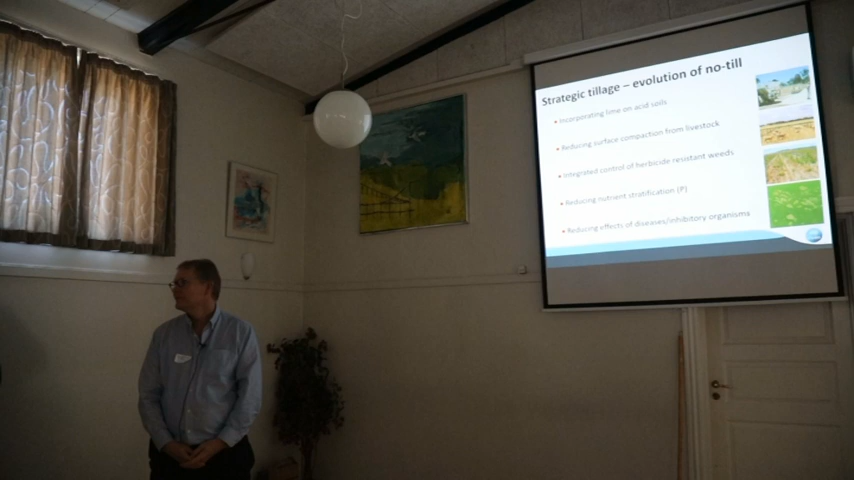 Strategic tillage – evolution of no-till
• Incorporating lime on acid soils
• Reducing surface compaction from livestock
• Integrated control of herbicide resistant weeds
• Reducing nutrient stratification (P)
• Reducing effects of diseases/inhibitory organisms